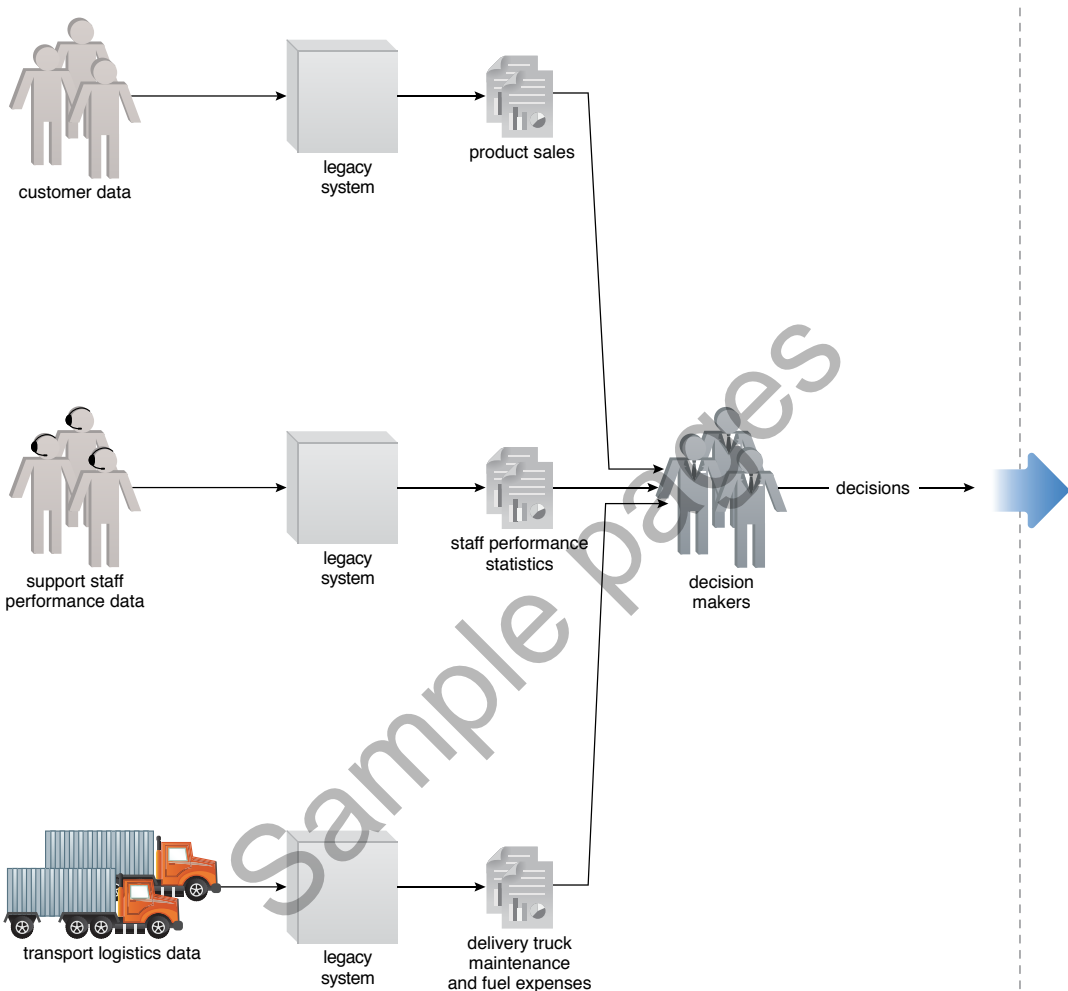 customer data
legacy
system
product sales
support staff
performance data
legacy
system
staff performance
statistics
decision
makers
decisions
transport logistics data
legacy
system
delivery truck
maintenance
and fuel expenses
Sample pages